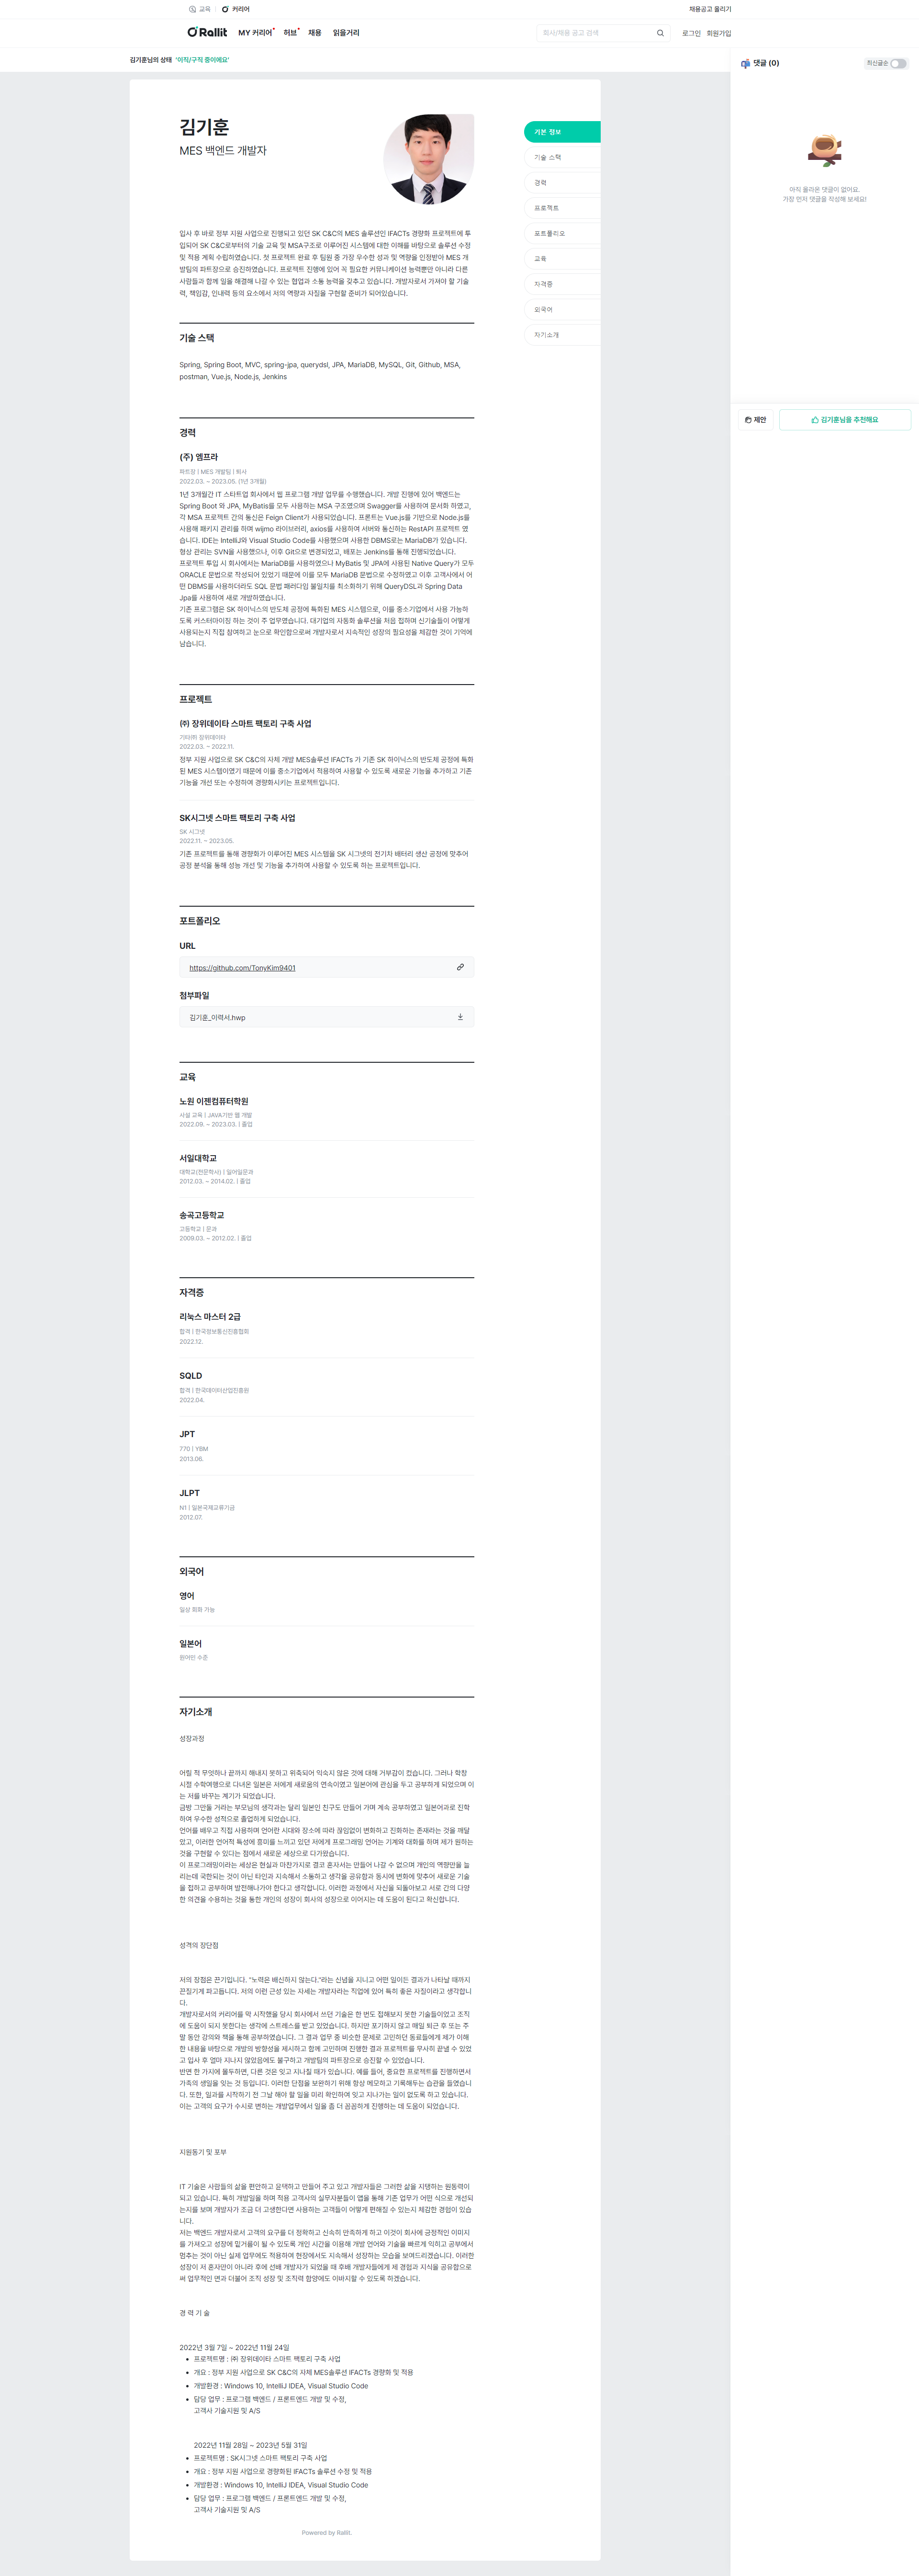 교육
커리어
채용공고 올리기
Rallit
MY 커리어
허브
채용
읽을거리
회사/채용 공고 검색
로그인
회원가입
김기훈님의 상태 '이직/구직 중이에요'
댓글 (0)
최신글순
김기훈
MES 백엔드 개발자
기본 정보
기술 스택
경력
프로젝트
포트폴리오
교육
자격증
외국어
자기소개
아직 올라온 댓글이 없어요.
가장 먼저 댓글을 작성해 보세요!
제안
김기훈님을 추천해요
입사 후 바로 정부 지원 사업으로 진행되고 있던 SK C&C의 MES 솔루션인 IFACTs 경량화 프로젝트에 투
입되어 SK C&C로부터의 기술 교육 및 MSA구조로 이루어진 시스템에 대한 이해를 바탕으로 솔루션 수정
및 적용 계획 수립하였습니다. 첫 프로젝트 완료 후 팀원 중 가장 우수한 성과 및 역량을 인정받아 MES 개
발팀의 파트장으로 승진하였습니다. 프로젝트 진행에 있어 꼭 필요한 커뮤니케이션 능력뿐만 아니라 다른
사람들과 함께 일을 해결해 나갈 수 있는 협업과 소통 능력을 갖추고 있습니다. 개발자로서 가져야 할 기술
력, 책임감, 인내력 등의 요소에서 저의 역량과 자질을 구현할 준비가 되어있습니다.
기술 스택
Spring, Spring Boot, MVC, spring-jpa, querydsl, JPA, MariaDB, MySQL, Git, Github, MSA,
postman, Vue.js, Node.js, Jenkins
경력
(주) 엠프라
파트장 | MES 개발팀 | 퇴사
2022.03. ~ 2023.05. (1년 3개월)
1년 3개월간 IT 스타트업 회사에서 웹 프로그램 개발 업무를 수행했습니다. 개발 진행에 있어 백엔드는
Spring Boot 와 JPA, MyBatis를 모두 사용하는 MSA 구조였으며 Swagger를 사용하여 문서화 하였고,
각 MSA 프로젝트 간의 통신은 Feign Client가 사용되었습니다. 프론트는 Vue.js를 기반으로 Node.js를
사용해 패키지 관리를 하며 wijmo 라이브러리, axios를 사용하여 서버와 통신하는 RestAPI 프로젝트 였
습니다. IDE는 IntelliJ와 Visual Studio Code를 사용했으며 사용한 DBMS로는 MariaDB가 있습니다.
형상 관리는 SVN을 사용했으나, 이후 Git으로 변경되었고, 배포는 Jenkins를 통해 진행되었습니다.
프로젝트 투입 시 회사에서는 MariaDB를 사용하였으나 MyBatis 및 JPA에 사용된 Native Query가 모두
ORACLE 문법으로 작성되어 있었기 때문에 이를 모두 MariaDB 문법으로 수정하였고 이후 고객사에서 어
떤 DBMS를 사용하더라도 SQL 문법 패러다임 불일치를 최소화하기 위해 QueryDSL과 Spring Data
Jpa를 사용하여 새로 개발하였습니다.
기존 프로그램은 SK 하이닉스의 반도체 공정에 특화된 MES 시스템으로, 이를 중소기업에서 사용 가능하
도록 커스터마이징 하는 것이 주 업무였습니다. 대기업의 자동화 솔루션을 처음 접하며 신기술들이 어떻게
사용되는지 직접 참여하고 눈으로 확인함으로써 개발자로서 지속적인 성장의 필요성을 체감한 것이 기억에
남습니다.
프로젝트
㈜ 장위데이타 스마트 팩토리 구축 사업
기타(㈜ 장위데이타
2022.03. ~ 2022.11.
정부 지원 사업으로 SK C&C의 자체 개발 MES솔루션 IFACTs 가 기존 SK 하이닉스의 반도체 공정에 특화
된 MES 시스템이였기 때문에 이를 중소기업에서 적용하여 사용할 수 있도록 새로운 기능을 추가하고 기존
기능을 개선 또는 수정하여 경량화시키는 프로젝트입니다.
SK시그넷 스마트 팩토리 구축 사업
SK 시그넷
2022.11. ~ 2023.05.
기존 프로젝트를 통해 경량화가 이루어진 MES 시스템을 SK 시그넷의 전기차 배터리 생산 공정에 맞추어
공정 분석을 통해 성능 개선 및 기능을 추가하여 사용할 수 있도록 하는 프로젝트입니다.
포트폴리오
URL
https://github.com/TonyKim9401
첨부파일
김기훈_이력서.hwp
교육
노원 이젠컴퓨터학원
사설 교육 | JAVA기반 웹 개발
2022.09. ~ 2023.03. | 졸업
서일대학교
대학교(전문학사) | 일어일문과
2012.03. ~ 2014.02. | 졸업
송곡고등학교
고등학교 | 문과
2009.03. ~ 2012.02. | 졸업
자격증
리눅스 마스터 2급
합격 | 한국정보통신진흥협회
2022.12.
SQLD
합격 | 한국데이터산업진흥원
2022.04.
JPT
770 | YBM
2013.06.
JLPT
N1 | 일본국제교류기금
2012.07.
외국어
영어
일상 회화 가능
일본어
원어민 수준
자기소개
성장과정
어릴 적 무엇하나 끝까지 해내지 못하고 위축되어 익숙지 않은 것에 대해 거부감이 컸습니다. 그러나 학창
시절 수학여행으로 다녀온 일본은 저에게 새로움의 연속이였고 일본어에 관심을 두고 공부하게 되었으며 이
는 저를 바꾸는 계기가 되었습니다.
금방 그만둘 거라는 부모님의 생각과는 달리 일본인 친구도 만들어 가며 계속 공부하였고 일본어과로 진학
하여 우수한 성적으로 졸업하게 되었습니다.
언어를 배우고 직접 사용하며 언어란 시대와 장소에 따라 끊임없이 변화하고 진화하는 존재라는 것을 깨달
았고, 이러한 언어적 특성에 흥미를 느끼고 있던 저에게 프로그래밍 언어는 기계와 대화를 하며 제가 원하는
것을 구현할 수 있다는 점에서 새로운 세상으로 다가왔습니다.
이 프로그래밍이라는 세상은 현실과 마찬가지로 결코 혼자서는 만들어 나갈 수 없으며 개인의 역량만을 늘
리는데 국한되는 것이 아닌 타인과 지속해서 소통하고 생각을 공유함과 동시에 변화에 맞추어 새로운 기술
을 접하고 공부하며 발전해나가야 한다고 생각합니다. 이러한 과정에서 자신을 되돌아보고 서로 간의 다양
한 의견을 수용하는 것을 통한 개인의 성장이 회사의 성장으로 이어지는 데 도움이 된다고 확신합니다.
성격의 장단점
저의 장점은 끈기입니다. "노력은 배신하지 않는다."라는 신념을 지니고 어떤 일이든 결과가 나타날 때까지
끈질기게 파고듭니다. 저의 이런 근성 있는 자세는 개발자라는 직업에 있어 특히 좋은 자질이라고 생각합니
다.
개발자로서의 커리어를 막 시작했을 당시 회사에서 쓰던 기술은 한 번도 접해보지 못한 기술들이었고 조직
에 도움이 되지 못한다는 생각에 스트레스를 받고 있었습니다. 하지만 포기하지 않고 매일 퇴근 후 또는 주
말 동안 강의와 책을 통해 공부하였습니다. 그 결과 업무 중 비슷한 문제로 고민하던 동료들에게 제가 이해
한 내용을 바탕으로 개발의 방향성을 제시하고 함께 고민하며 진행한 결과 프로젝트를 무사히 끝낼 수 있었
고 입사 후 얼마 지나지 않았음에도 불구하고 개발팀의 파트장으로 승진할 수 있었습니다.
반면 한 가지에 몰두하면, 다른 것은 잊고 지나칠 때가 있습니다. 예를 들어, 중요한 프로젝트를 진행하면서
가족의 생일을 잊는 것 등입니다. 이러한 단점을 보완하기 위해 항상 메모하고 기록해두는 습관을 들였습니
다. 또한, 일과를 시작하기 전 그날 해야 할 일을 미리 확인하여 잊고 지나가는 일이 없도록 하고 있습니다.
이는 고객의 요구가 수시로 변하는 개발업무에서 일을 좀 더 꼼꼼하게 진행하는 데 도움이 되었습니다.
지원동기 및 포부
IT 기술은 사람들의 삶을 편안하고 윤택하고 만들어 주고 있고 개발자들은 그러한 삶을 지탱하는 원동력이
되고 있습니다. 특히 개발일을 하며 적용 고객사의 실무자분들이 앱을 통해 기존 업무가 어떤 식으로 개선되
는지를 보며 개발자가 조금 더 고생한다면 사용하는 고객들이 어떻게 편해질 수 있는지 체감한 경험이 있습
니다.
저는 백엔드 개발자로서 고객의 요구를 더 정확하고 신속히 만족하게 하고 이것이 회사에 긍정적인 이미지
를 가져오고 성장에 밑거름이 될 수 있도록 개인 시간을 이용해 개발 언어와 기술을 빠르게 익히고 공부에서
멈추는 것이 아닌 실제 업무에도 적용하여 현장에서도 지속해서 성장하는 모습을 보여드리겠습니다. 이러한
성장이 저 혼자만이 아니라 후에 선배 개발자가 되었을 때 후배 개발자들에게 제 경험과 지식을 공유함으로
써 업무적인 면과 더불어 조직 성장 및 조직력 함양에도 이바지할 수 있도록 하겠습니다.
경 력 기 술
2022년 3월 7일 ~ 2022년 11월 24일
• 프로젝트명 : ㈜ 장위데이타 스마트 팩토리 구축 사업
• 개요 : 정부 지원 사업으로 SK C&C의 자체 MES솔루션 IFACTs 경량화 및 적용
• 개발환경 : Windows 10, IntelliJ IDEA, Visual Studio Code
• 담당 업무 : 프로그램 백엔드 / 프론트엔드 개발 및 수정,
고객사 기술지원 및 A/S
2022년 11월 28일 ~ 2023년 5월 31일
• 프로젝트명 : SK시그넷 스마트 팩토리 구축 사업
• 개요 : 정부 지원 사업으로 경량화된 IFACTs 솔루션 수정 및 적용
• 개발환경 : Windows 10, IntelliJ IDEA, Visual Studio Code
• 담당 업무 : 프로그램 백엔드 / 프론트엔드 개발 및 수정,
고객사 기술지원 및 A/S
Powered by Rallit.